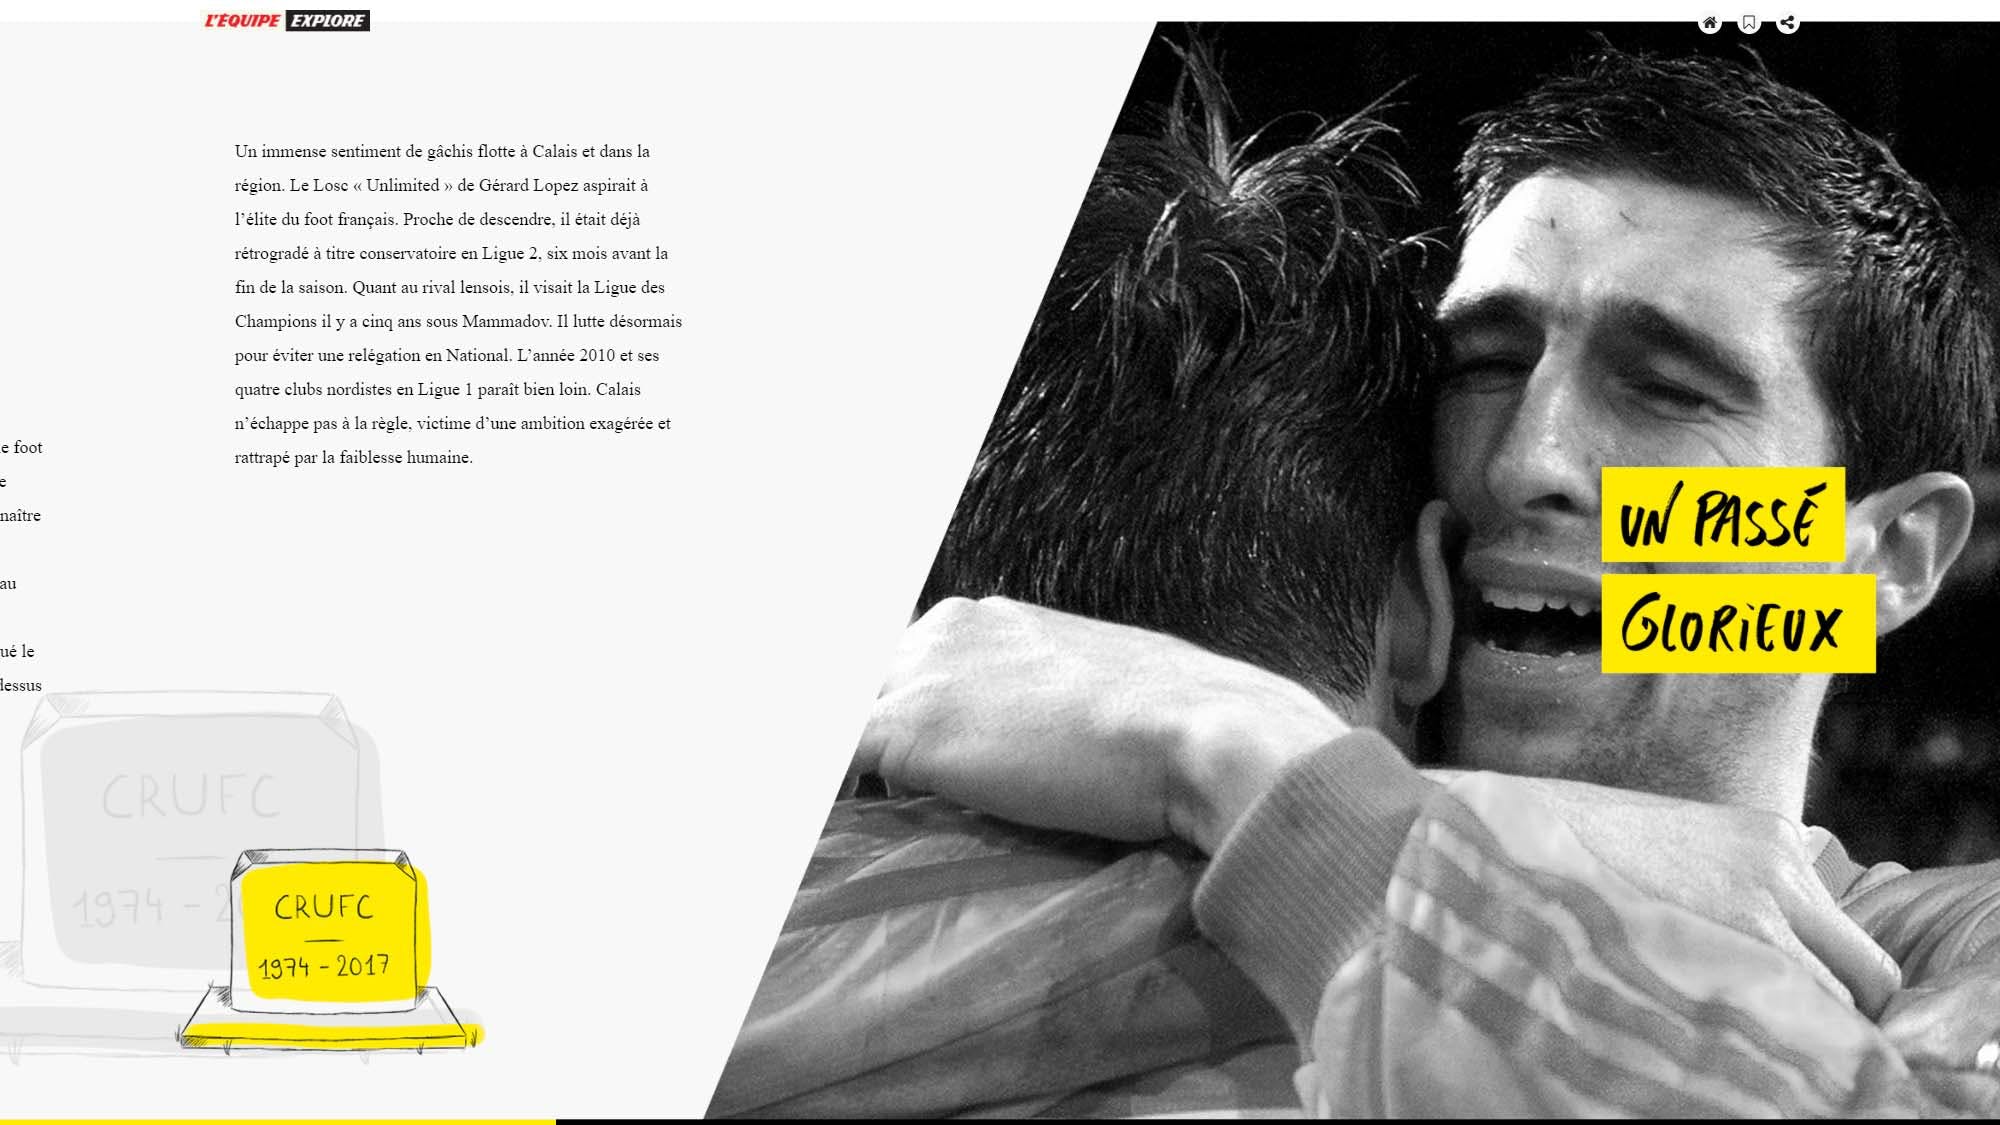 L'ÉQUIPE EXPLORE
Un immense sentiment de gâchis flotte à Calais et dans la
région. Le Losc « Unlimited » de Gérard Lopez aspirait à
l’élite du foot français. Proche de descendre, il était déjà
rétrogradé à titre conservatoire en Ligue 2, six mois avant la
fin de la saison. Quant au rival lensois, il visait la Ligue des
Champions il y a cinq ans sous Mammadov. Il lutte désormais
pour éviter une relégation en National. L’année 2010 et ses
quatre clubs nordistes en Ligue 1 paraît bien loin. Calais
n’échappe pas à la règle, victime d’une ambition exagérée et
rattrapé par la faiblesse humaine.
e foot
e
naître
au
ué le
dessus
CRUFC
1974 - 2
CRUFC
1974 - 2017
UN PASSÉ
GLORIEUX